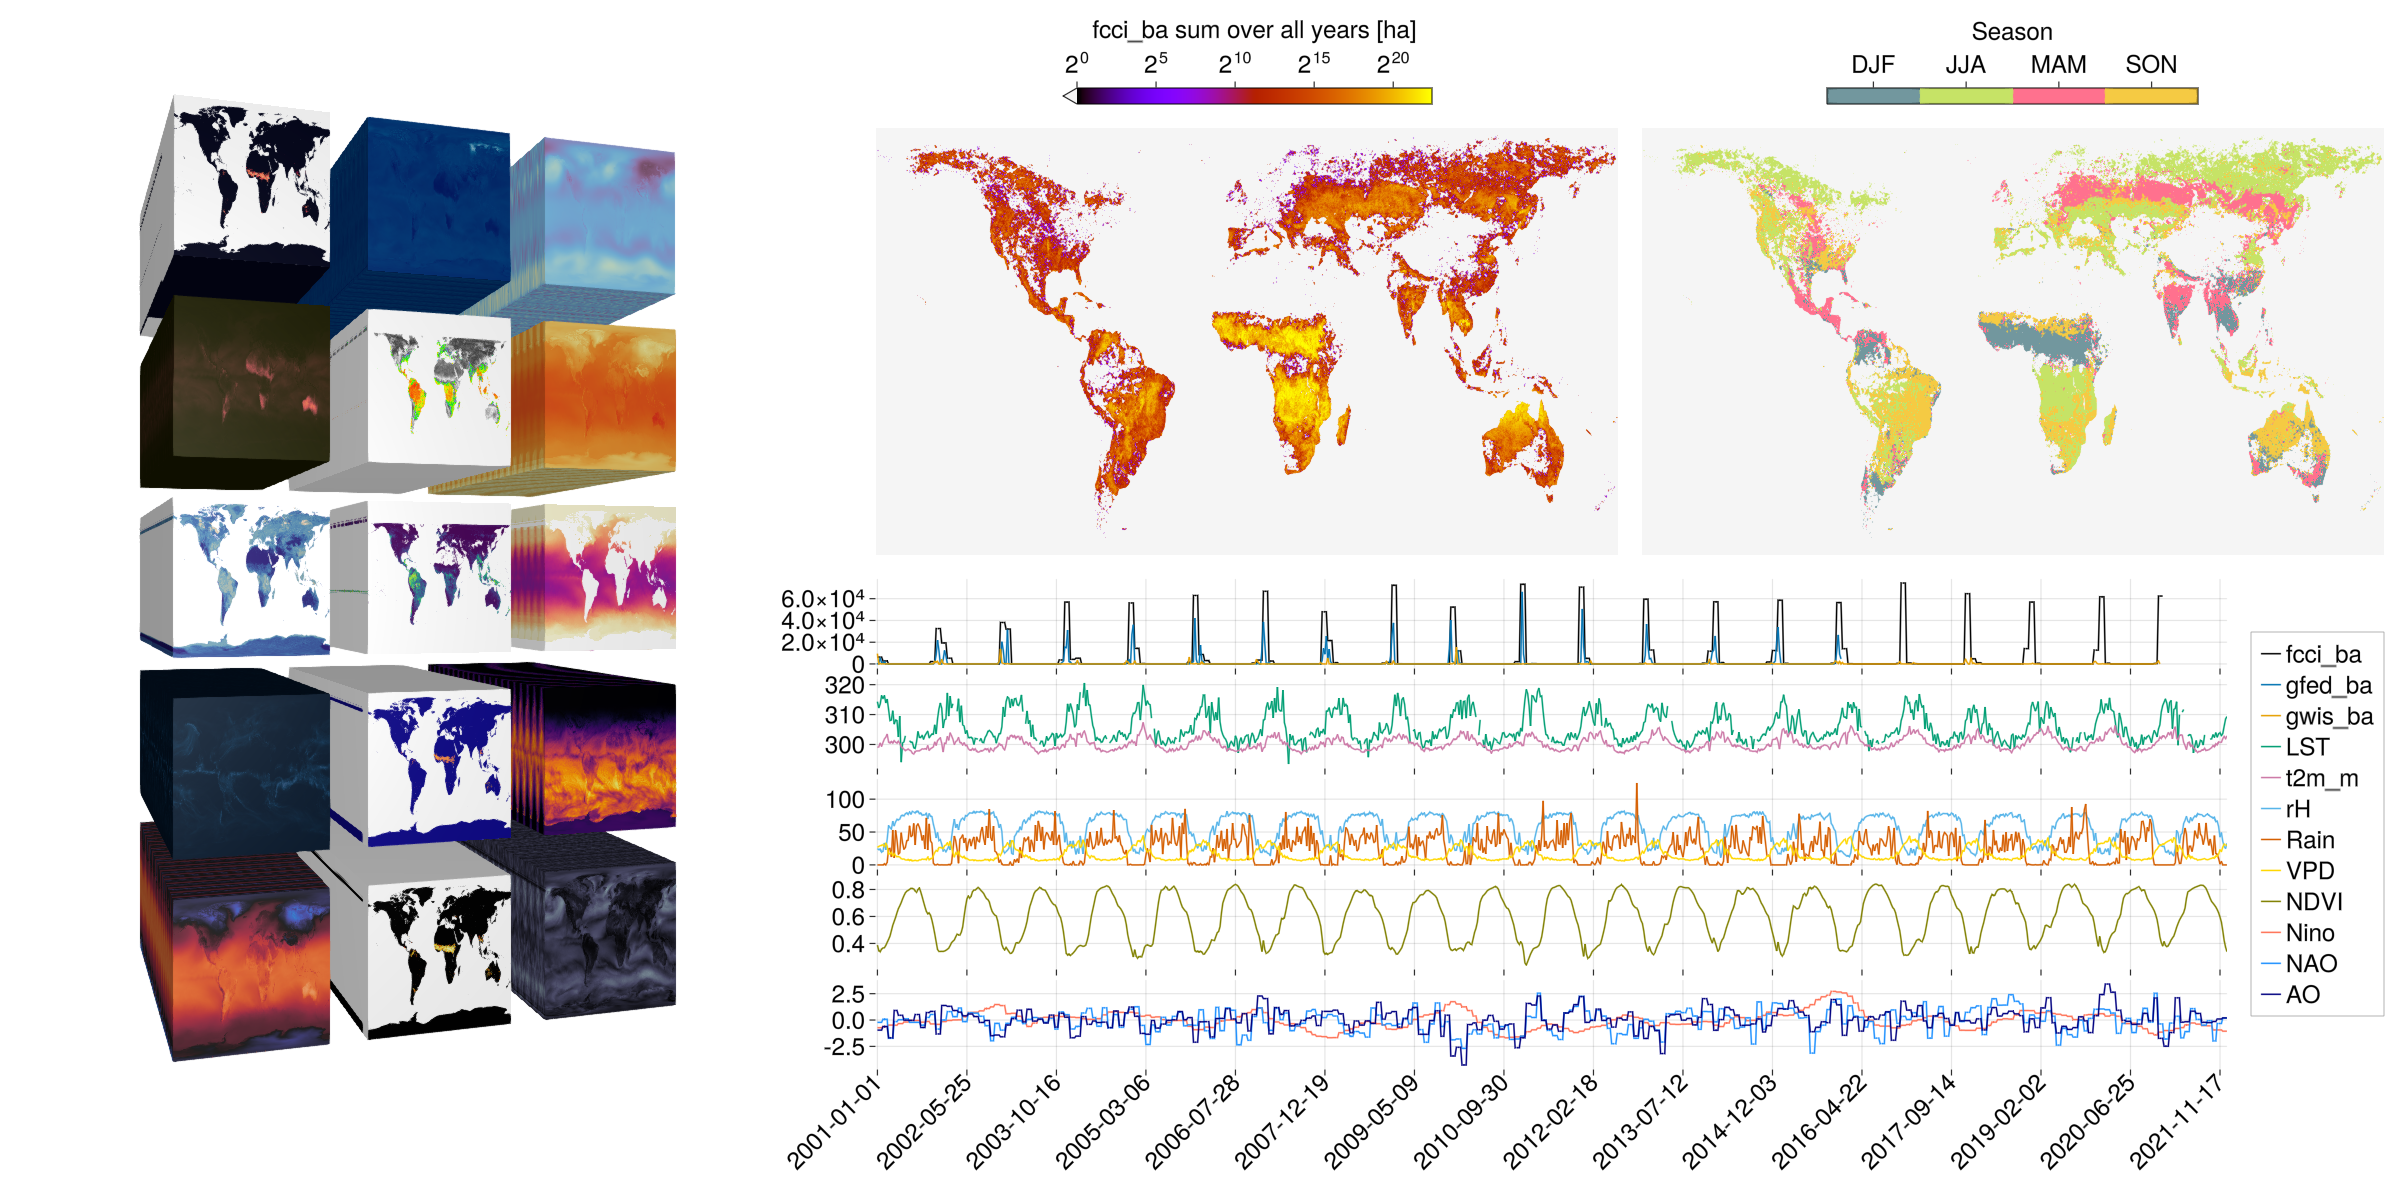 fcci_ba sum over all years [ha]
2⁰ 2⁵ 2¹⁰ 2¹⁵ 2²⁰
Season
DJF JJA MAM SON
6.0×10⁴
4.0×10⁴
2.0×10⁴
0
320
310
300
100
50
0
0.8
0.6
0.4
2.5
0.0
-2.5
2001-01-01
2002-05-25
2003-10-16
2005-03-06
2006-07-28
2007-12-19
2009-05-09
2010-09-30
2012-02-18
2013-07-12
2014-12-03
2016-04-22
2017-09-14
2019-02-02
2020-06-25
2021-11-17
fcci_ba
gfed_ba
gwis_ba
LST
t2m_m
rH
Rain
VPD
NDVI
Nino
NAO
AO